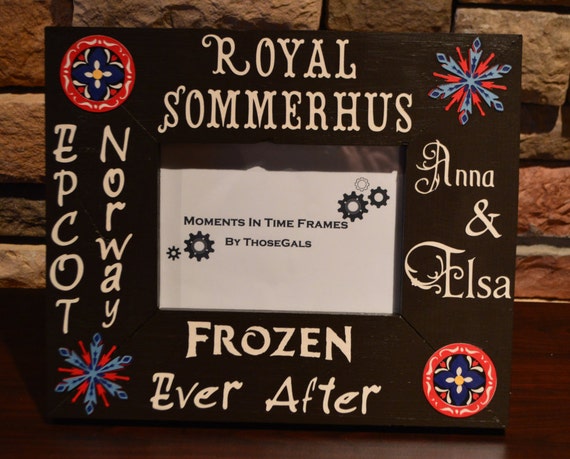 ROYAL
SOMMERHUS
EPCOT
Norway
MOMENTS IN TIME FRAMES
BY THOSEGALS
Anna
&
Elsa
FROZEN
Ever After